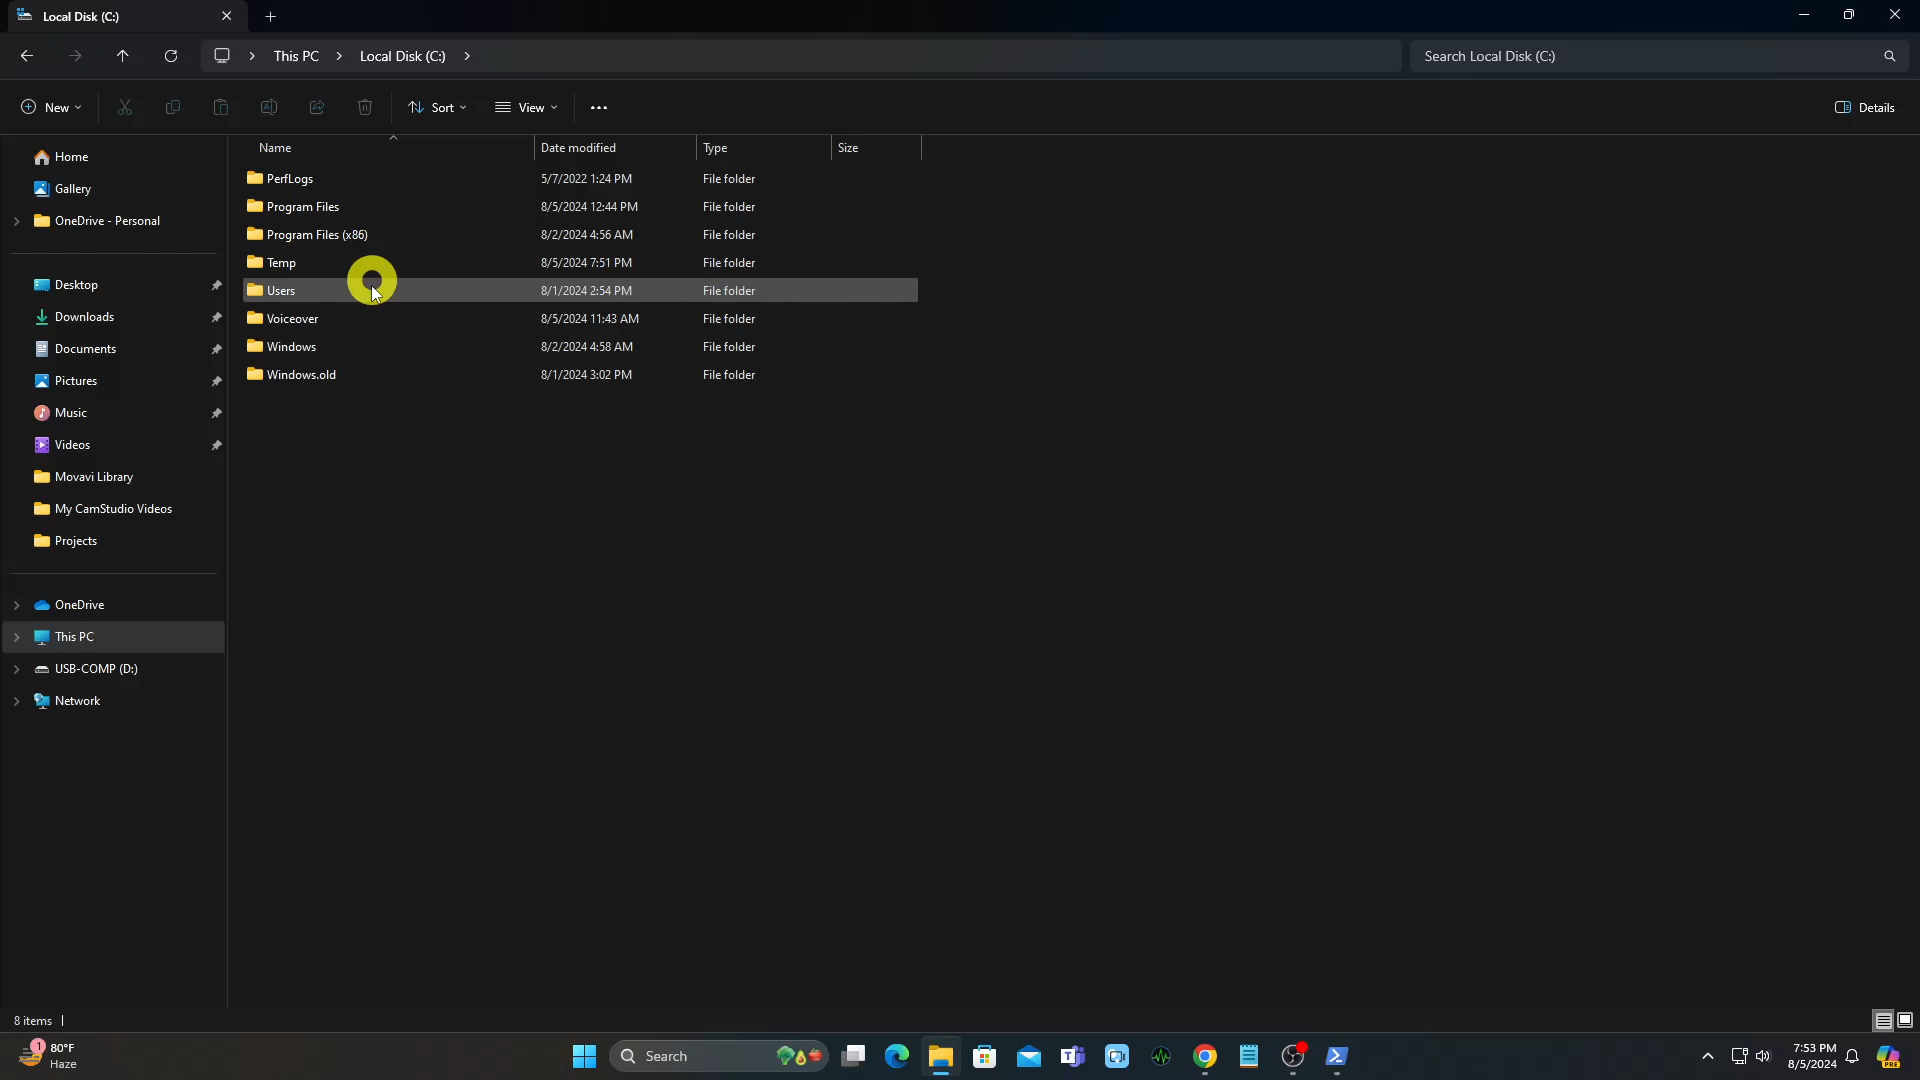 Local Disk (C:)
This PC > Local Disk (C:) >
Search Local Disk (C:)
New
Sort
View
Details
Home
Gallery
OneDrive - Personal
Desktop
Downloads
Documents
Pictures
Music
Videos
Movavi Library
My CamStudio Videos
Projects
OneDrive
This PC
USB-COMP (D:)
Network
Name Date modified Type Size
PerfLogs 5/7/2022 1:24 PM File folder
Program Files 8/5/2024 12:44 PM File folder
Program Files (x86) 8/2/2024 4:56 AM File folder
Temp 8/5/2024 7:51 PM File folder
Users 8/1/2024 2:54 PM File folder
Voiceover 8/5/2024 11:43 AM File folder
Windows 8/2/2024 4:58 AM File folder
Windows.old 8/1/2024 3:02 PM File folder
8 items
1
80°F
Haze
Search
7:53 PM
8/5/2024
PRE